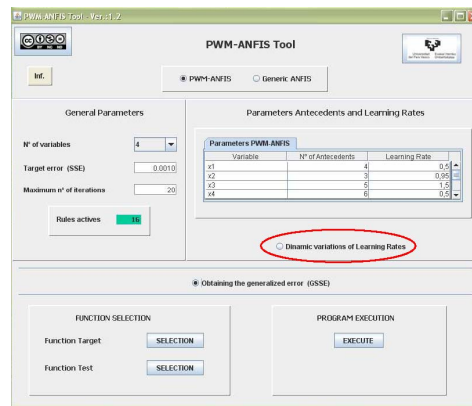 PWM-ANFIS Tool - Ver.:1.2
PWM-ANFIS Tool
Inf.
PWM-ANFIS
Generic ANFIS
General Parameters
Parameters Antecedents and Learning Rates
Nº of variables
4
Target error (SSE)
0.0010
Maximum nº of iterations
20
Rules actives
16
Parameters PWM-ANFIS
Variable Nº of Antecedents Learning Rate
x1 4 0,5
x2 3 0,95
x3 5 1,5
x4 6 0,5
Dinamic variations of Learning Rates
Obtaining the generalized error (GSSE)
FUNCTION SELECTION
PROGRAM EXECUTION
Function Target
SELECTION
EXECUTE
Function Test
SELECTION